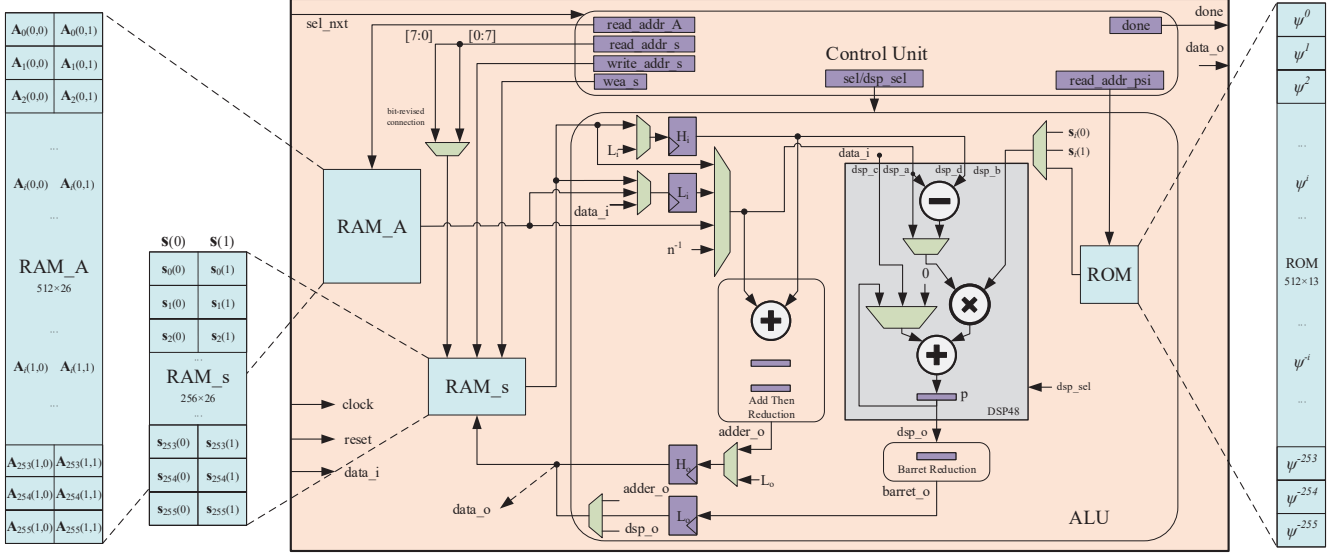 A0(0,0) A0(0,1)
A1(0,0) A1(0,1)
A2(0,0) A2(0,1)
...
Ai(0,0) Ai(0,1)
...
RAM_A
512×26
...
Ai(1,0) Ai(1,1)
...
A253(1,0) A253(1,1)
A254(1,0) A254(1,1)
A255(1,0) A255(1,1)
s(0) s(1)
s0(0) s0(1)
s1(0) s1(1)
s2(0) s2(1)
...
RAM_s
256×26
...
s253(0) s253(1)
s254(0) s254(1)
s255(0) s255(1)
sel_nxt
[7:0] [0:7]
read_addr_A
read_addr_s
write_addr_s
wea_s
Control Unit
sel/dsp_sel
done
read_addr_psi
done
data_o
bit-revised
connection
RAM_A
RAM_s
clock
reset
data_i
data_o
Hi
Li
Li
data_i
n-1
Add Then
Reduction
adder_o
Ho
Lo
adder_o
Lo
dsp_o
data_i
dsp_c dsp_a dsp_d dsp_b
0
p
DSP48
dsp_sel
dsp_o
Barret Reduction
barret_o
ALU
si(0)
si(1)
ROM
ψ0
ψ1
ψ2
...
ψi
...
ROM
512×13
...
ψ-i
...
ψ-253
ψ-254
ψ-255